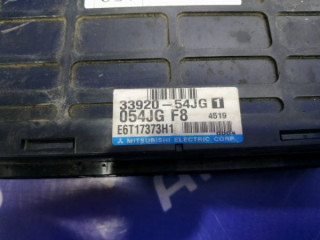 33920-54JG 1
054JG F8 4519
E6T17373H1
MITSUBISHI ELECTRIC CORP.